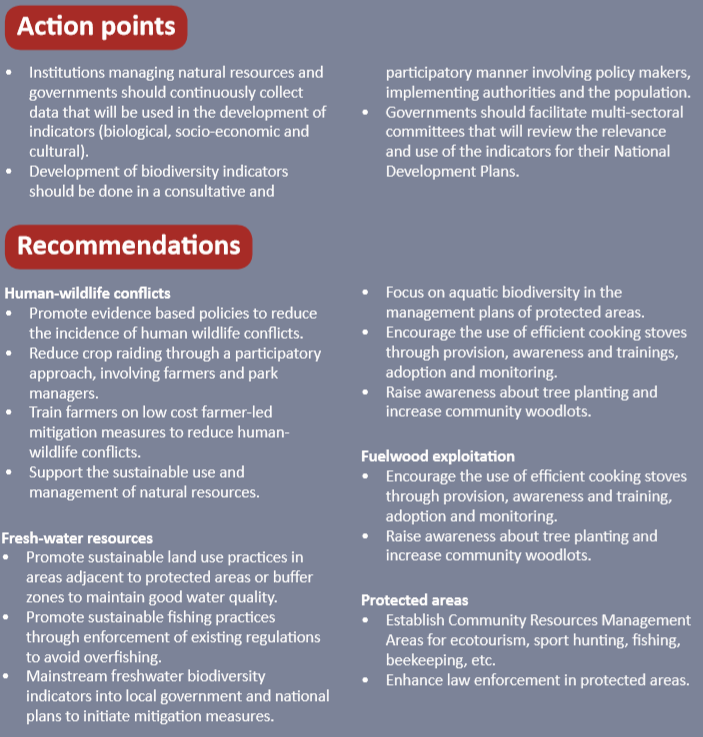 Action points
• Institutions managing natural resources and
governments should continuously collect
data that will be used in the development of
indicators (biological, socio-economic and
cultural).
• Development of biodiversity indicators
should be done in a consultative and
participatory manner involving policy makers,
implementing authorities and the population.
• Governments should facilitate multi-sectoral
committees that will review the relevance
and use of the indicators for their National
Development Plans.
Recommendations
Human-wildlife conflicts
• Promote evidence based policies to reduce
the incidence of human wildlife conflicts.
• Reduce crop raiding through a participatory
approach, involving farmers and park
managers.
• Train farmers on low cost farmer-led
mitigation measures to reduce human-
wildlife conflicts.
• Support the sustainable use and
management of natural resources.
Fresh-water resources
• Promote sustainable land use practices in
areas adjacent to protected areas or buffer
zones to maintain good water quality.
• Promote sustainable fishing practices
through enforcement of existing regulations
to avoid overfishing.
• Mainstream freshwater biodiversity
indicators into local government and national
plans to initiate mitigation measures.
• Focus on aquatic biodiversity in the
management plans of protected areas.
• Encourage the use of efficient cooking stoves
through provision, awareness and trainings,
adoption and monitoring.
• Raise awareness about tree planting and
increase community woodlots.
Fuelwood exploitation
• Encourage the use of efficient cooking stoves
through provision, awareness and training,
adoption and monitoring.
• Raise awareness about tree planting and
increase community woodlots.
Protected areas
• Establish Community Resources Management
Areas for ecotourism, sport hunting, fishing,
beekeeping, etc.
• Enhance law enforcement in protected areas.